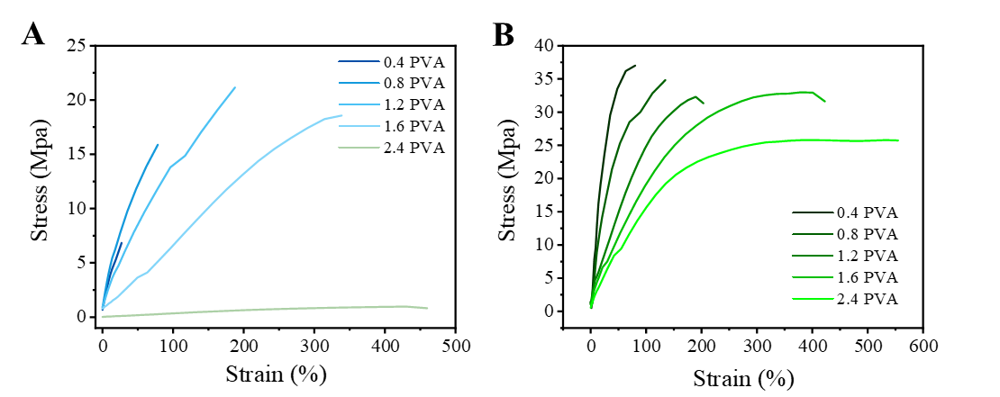 A
25
20
15
10
5
0
Stress (Mpa)
0 100 200 300 400 500
Strain (%)
0.4 PVA
0.8 PVA
1.2 PVA
1.6 PVA
2.4 PVA
B
40
35
30
25
20
15
10
5
0
Stress (Mpa)
0 100 200 300 400 500 600
Strain (%)
0.4 PVA
0.8 PVA
1.2 PVA
1.6 PVA
2.4 PVA